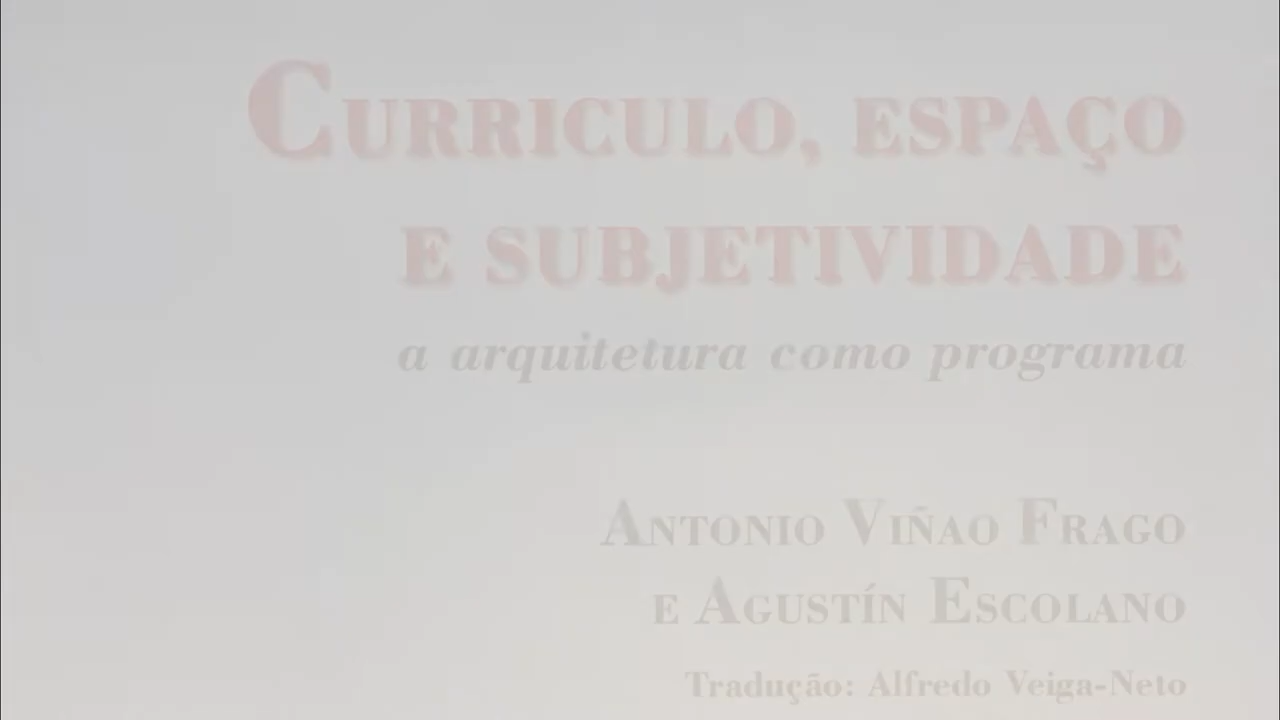 CURRICULO, ESPAÇO
E SUBJETIVIDADE
a arquitetura como programa
ANTONIO VIÑAO FRAGO
E AGUSTÍN ESCOLANO
Tradução: Alfredo Veiga-Neto